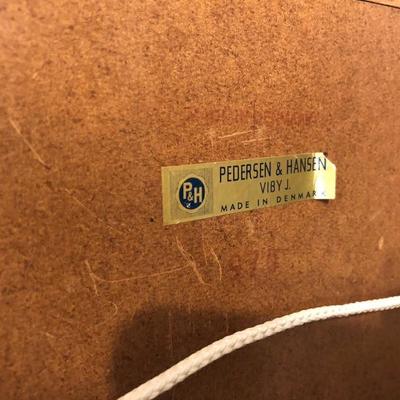 P&H
PEDERSEN & HANSEN
VIBY J.
MADE IN DENMARK